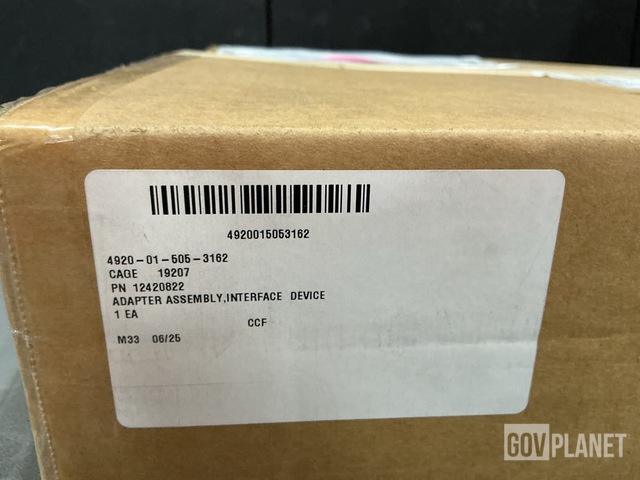 4920015053162
4920-01-505-3162
CAGE 19207
PN 12420822
ADAPTER ASSEMBLY,INTERFACE DEVICE
1 EA
CCF
M33 06/25
GOVPLANET